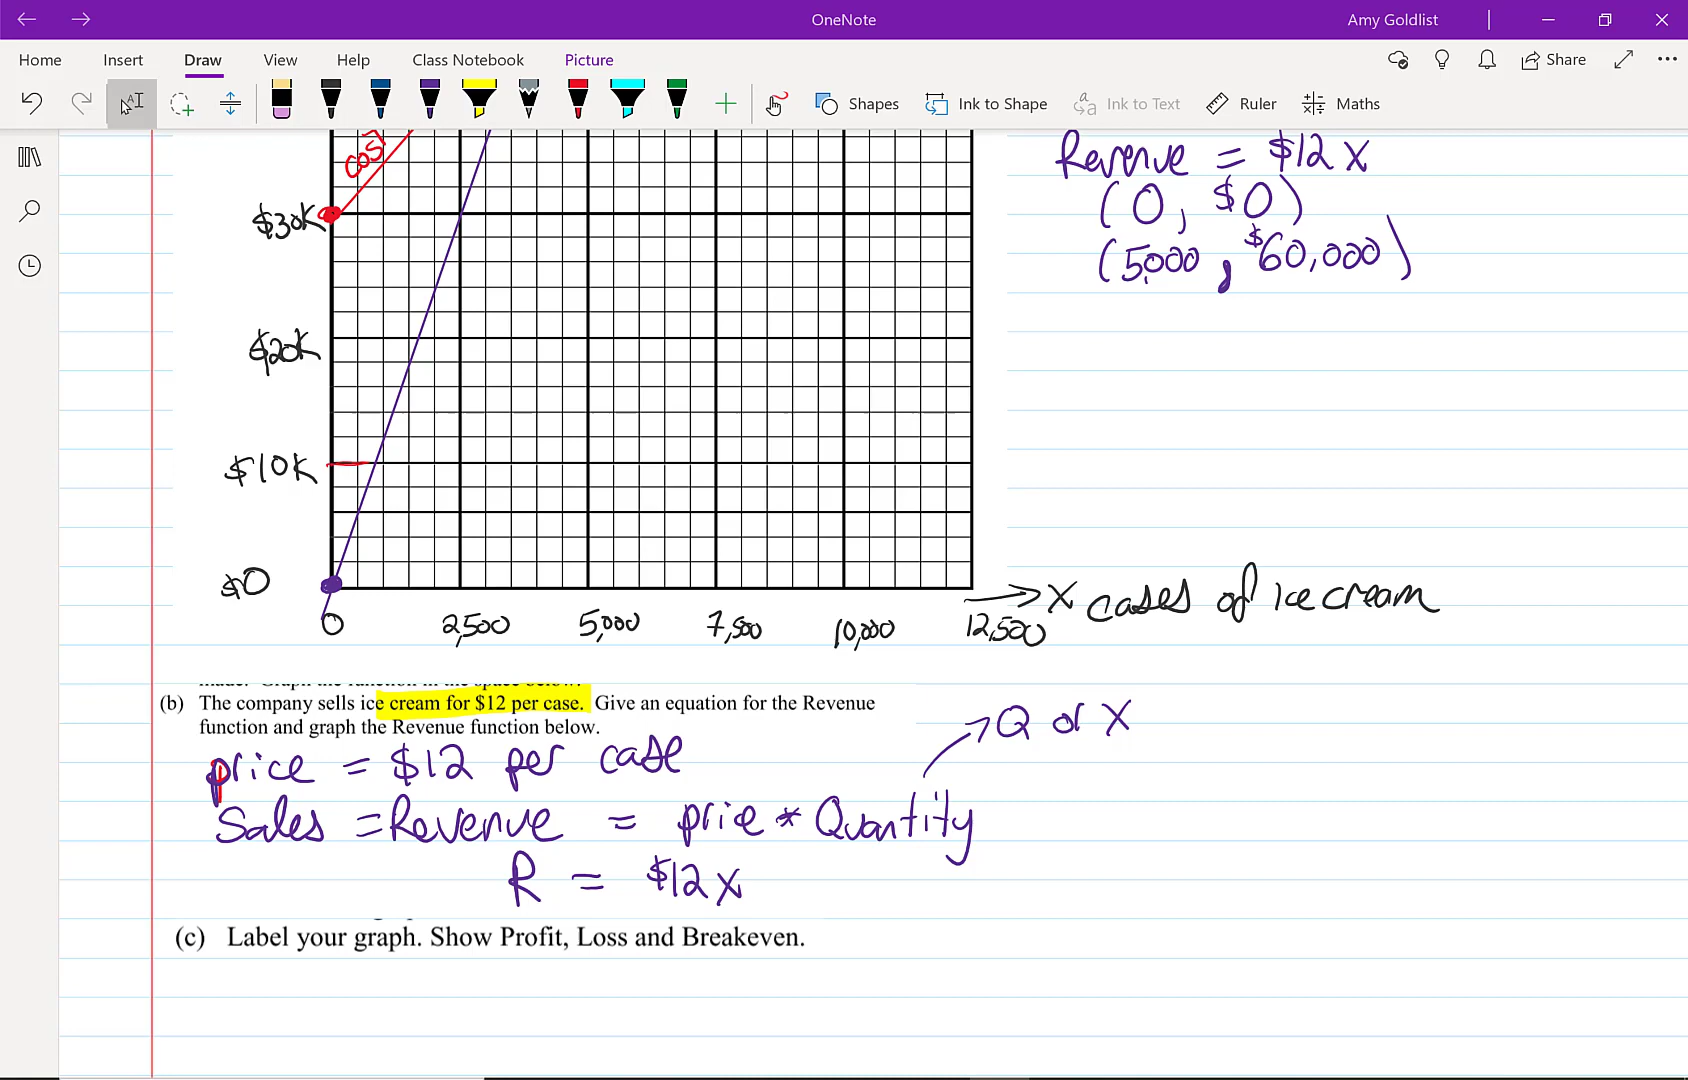 OneNote
Amy Goldlist
Home Insert Draw View Help Class Notebook Picture
Share
Shapes Ink to Shape Ink to Text Ruler Maths
cost
Revenue = $12 X
(0, $0)
(5,000, $60,000)
$30K
$20K
$10K
$0
0 2,500 5,000 7,500 10,000 12,500
X cases of ice cream
(b) The company sells ice cream for $12 per case. Give an equation for the Revenue
function and graph the Revenue function below.
Q or X
price = $12 per case
Sales = Revenue = price * Quantity
R = $12 X
(c) Label your graph. Show Profit, Loss and Breakeven.